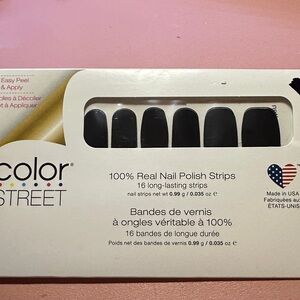 Easy Peel
& Apply
à Décoller
et à Appliquer
color®
STREET
100% Real Nail Polish Strips
16 long-lasting strips
nail strips net wt 0.99 g / 0.035 oz ℮
Bandes de vernis
à ongles véritable à 100%
16 bandes de longue durée
Poids net des bandes de vernis 0.99 g / 0.035 oz ℮
Made in USA
Fabriquées aux
ÉTATS-UNIS